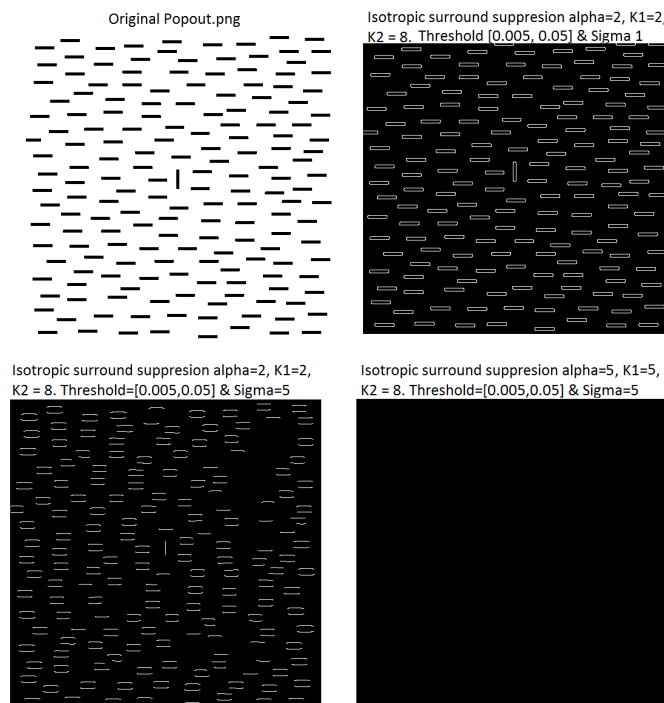 Original Popout.png
Isotropic surround suppresion alpha=2, K1=2,
K2 = 8. Threshold [0.005, 0.05] & Sigma 1
Isotropic surround suppresion alpha=2, K1=2,
K2 = 8. Threshold=[0.005,0.05] & Sigma=5
Isotropic surround suppresion alpha=5, K1=5,
K2 = 8. Threshold=[0.005,0.05] & Sigma=5